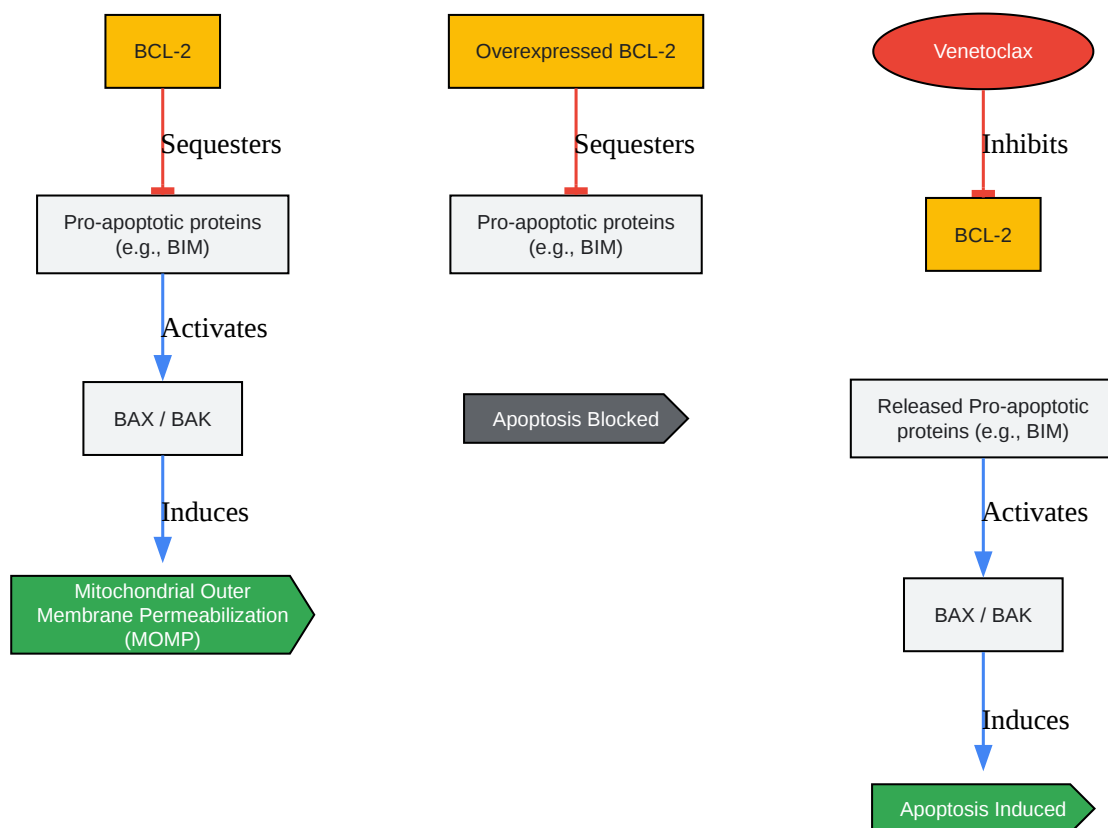 BCL-2
Sequesters
Pro-apoptotic proteins
(e.g., BIM)
Activates
BAX / BAK
Induces
Mitochondrial Outer
Membrane Permeabilization
(MOMP)
Overexpressed BCL-2
Sequesters
Pro-apoptotic proteins
(e.g., BIM)
Apoptosis Blocked
Venetoclax
Inhibits
BCL-2
Released Pro-apoptotic
proteins (e.g., BIM)
Activates
BAX / BAK
Induces
Apoptosis Induced